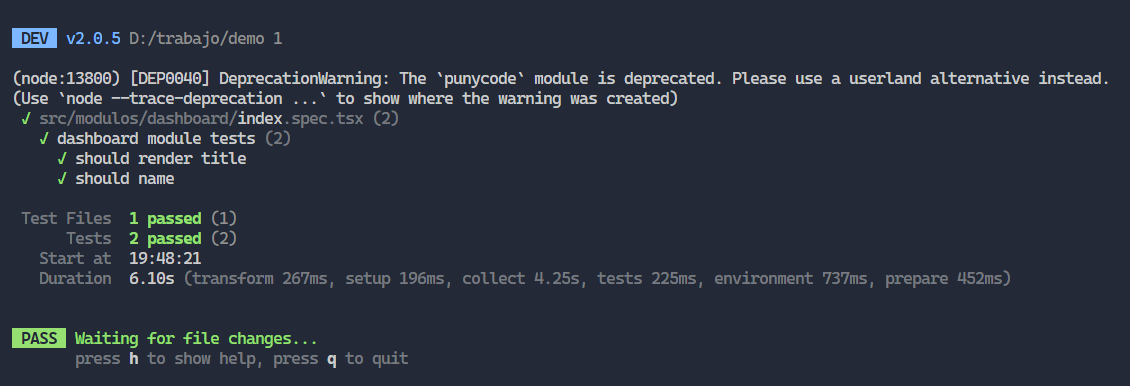 DEV v2.0.5 D:/trabajo/demo 1
(node:13800) [DEP0040] DeprecationWarning: The `punycode` module is deprecated. Please use a userland alternative instead.
(Use `node --trace-deprecation ...` to show where the warning was created)
✓ src/modulos/dashboard/index.spec.tsx (2)
✓ dashboard module tests (2)
✓ should render title
✓ should name
Test Files 1 passed (1)
Tests 2 passed (2)
Start at 19:48:21
Duration 6.10s (transform 267ms, setup 196ms, collect 4.25s, tests 225ms, environment 737ms, prepare 452ms)
PASS Waiting for file changes...
press h to show help, press q to quit